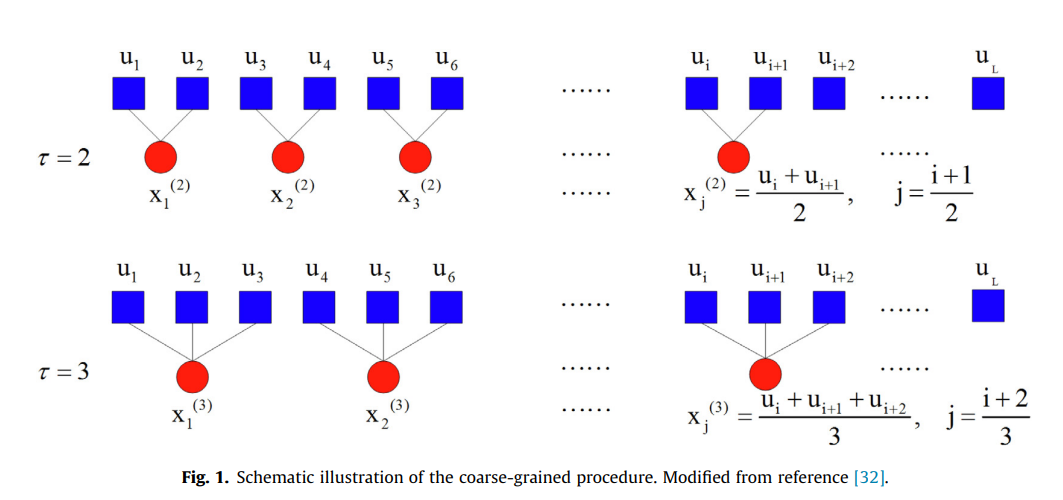 u₁ u₂ u₃ u₄ u₅ u₆ uᵢ uᵢ₊₁ uᵢ₊₂ u_L
...... ......
τ = 2 ...... ......
x₁⁽²⁾ x₂⁽²⁾ x₃⁽²⁾ ...... xⱼ⁽²⁾ = (uᵢ + uᵢ₊₁)/2, j = (i+1)/2
u₁ u₂ u₃ u₄ u₅ u₆ uᵢ uᵢ₊₁ uᵢ₊₂ u_L
...... ......
τ = 3 ...... ......
x₁⁽³⁾ x₂⁽³⁾ ...... xⱼ⁽³⁾ = (uᵢ + uᵢ₊₁ + uᵢ₊₂)/3, j = (i+2)/3
Fig. 1. Schematic illustration of the coarse-grained procedure. Modified from reference [32].